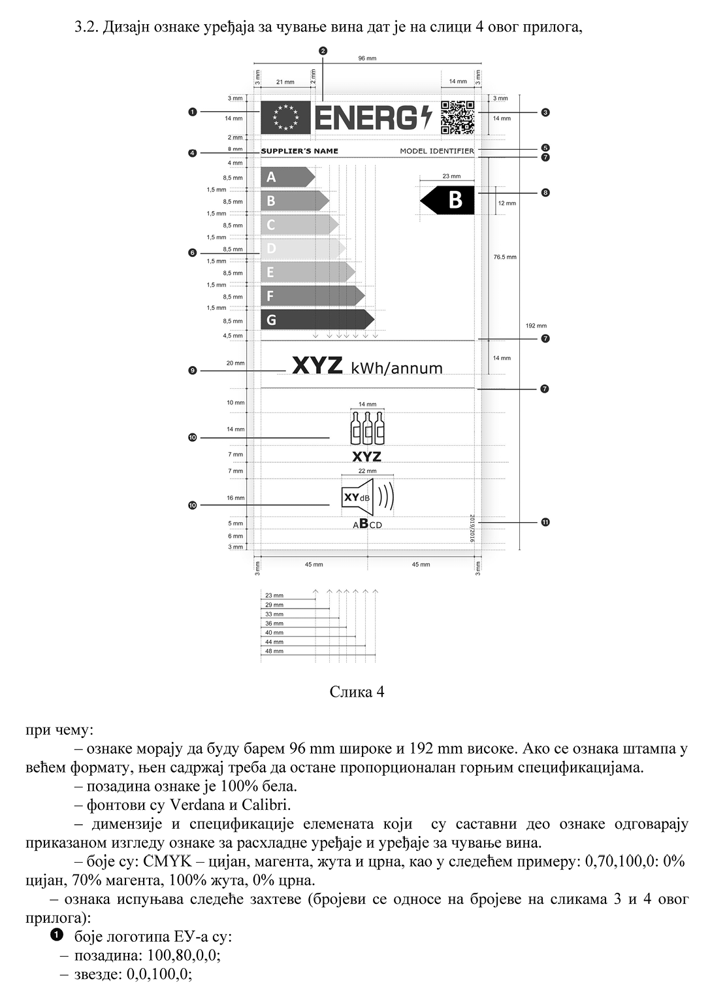 3.2. Дизајн ознаке уређаја за чување вина дат је на слици 4 овог прилога,
2
96 mm
3 mm
21 mm
2 mm
14 mm
3 mm
3 mm
3 mm
1
ENERG
3
14 mm
14 mm
2 mm
8 mm
5
4
SUPPLIER'S NAME
MODEL IDENTIFIER
7
4 mm
8,5 mm
A
23 mm
1,5 mm
8
8,5 mm
B
B
12 mm
1,5 mm
8,5 mm
C
1,5 mm
6
8,5 mm
D
76.5 mm
1,5 mm
8,5 mm
E
1,5 mm
8,5 mm
F
1,5 mm
8,5 mm
G
192 mm
4,5 mm
7
20 mm
XYZ kWh/annum
14 mm
9
7
10 mm
14 mm
14 mm
10
7 mm
XYZ
7 mm
22 mm
16 mm
XY dB
10
5 mm
ABCD
2019/2016
11
6 mm
3 mm
3 mm
45 mm
45 mm
3 mm
23 mm
29 mm
33 mm
36 mm
40 mm
44 mm
48 mm
Слика 4
при чему:
– ознаке морају да буду барем 96 mm широке и 192 mm високе. Ако се ознака штампа у
већем формату, њен садржај треба да остане пропорционалан горњим спецификацијама.
– позадина ознаке је 100% бела.
– фонтови су Verdana и Calibri.
– димензије и спецификације елемената који су саставни део ознаке одговарају
приказаном изгледу ознаке за расхладне уређаје и уређаје за чување вина.
– боје су: CMYK – цијан, магента, жута и црна, као у следећем примеру: 0,70,100,0: 0%
цијан, 70% магента, 100% жута, 0% црна.
– ознака испуњава следеће захтеве (бројеви се односе на бројеве на сликама 3 и 4 овог
прилога):
1 боје логотипа ЕУ-а су:
– позадина: 100,80,0,0;
– звезде: 0,0,100,0;